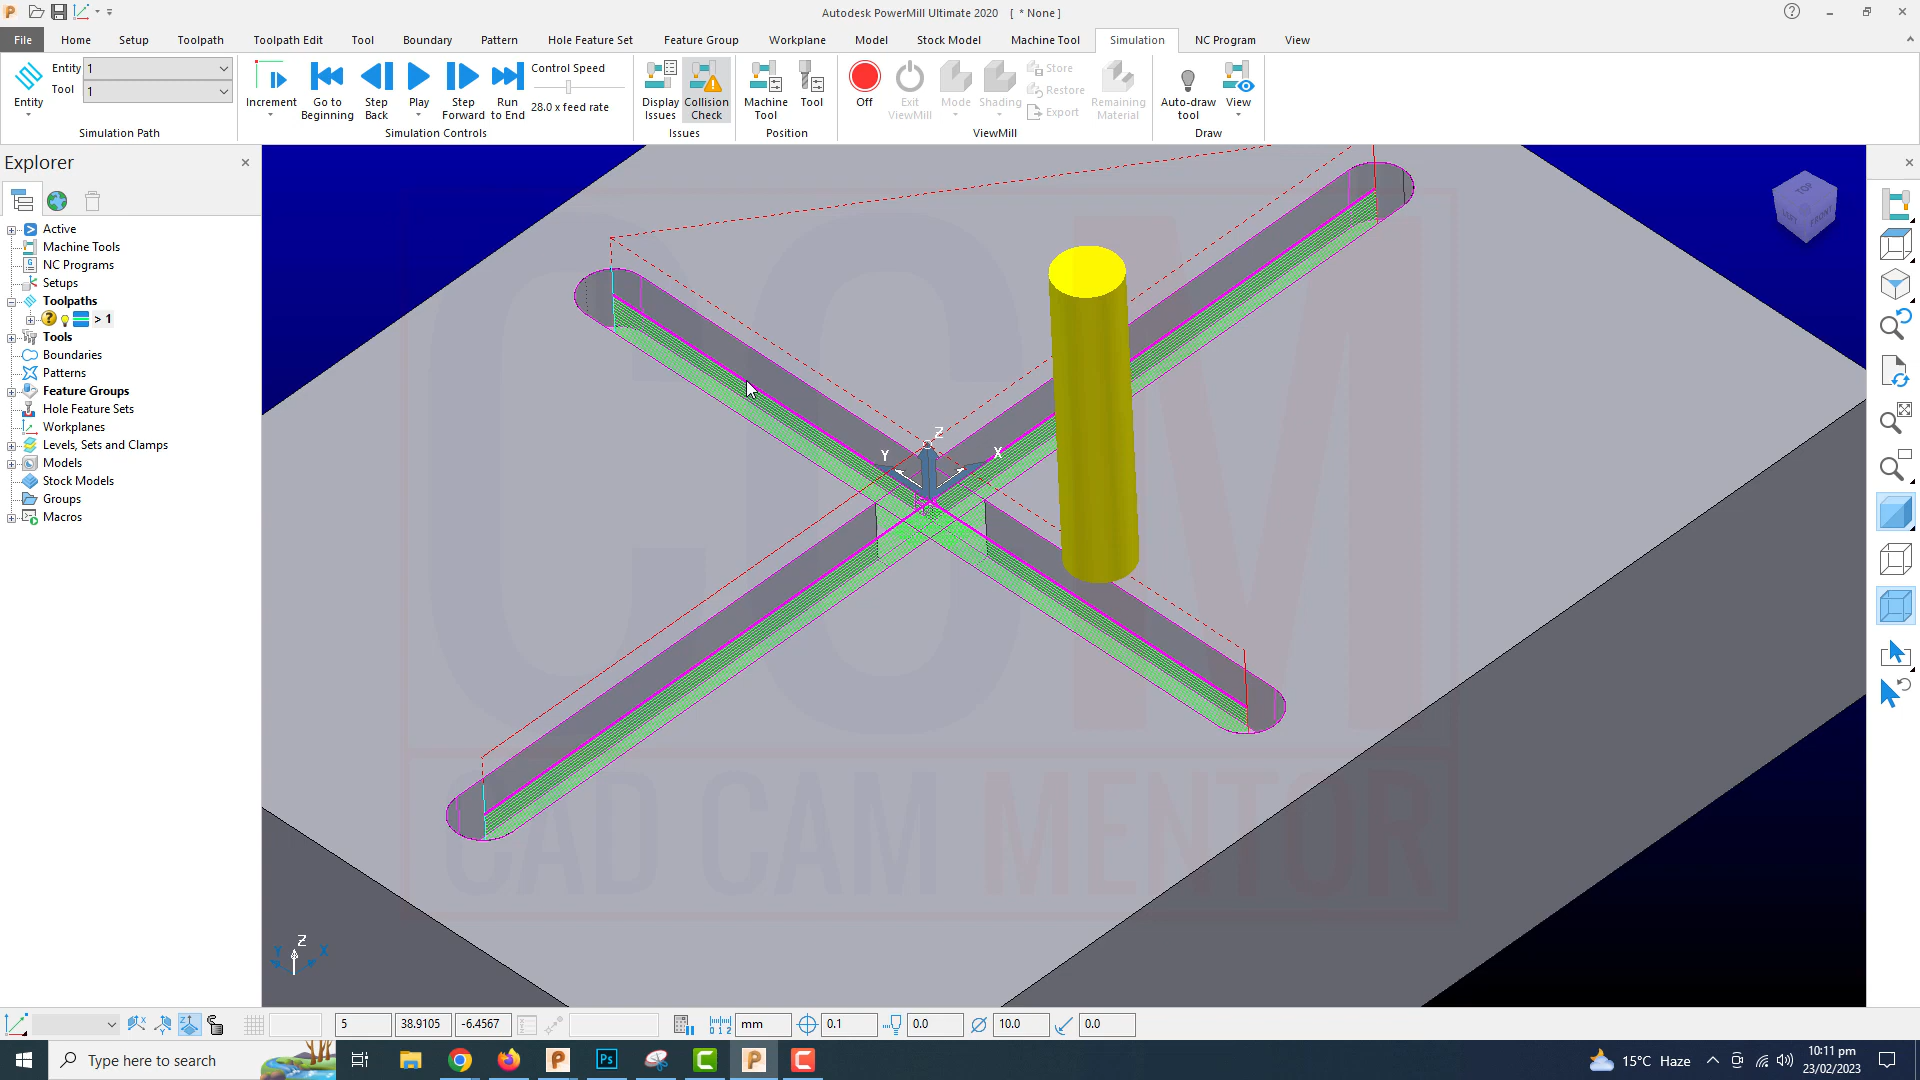 Autodesk PowerMill Ultimate 2020 [ * None ]
File Home Setup Toolpath Toolpath Edit Tool Boundary Pattern Hole Feature Set Feature Group Workplane Model Stock Model Machine Tool Simulation NC Program View
Entity 1
Tool 1
Entity
Simulation Path
Increment
Go to Beginning
Step Back
Play
Step Forward
Run to End
Control Speed
28.0 x feed rate
Simulation Controls
Display Issues
Collision Check
Issues
Machine Tool
Tool
Position
Off
Exit ViewMill
Mode
Shading
Store
Restore
Export
Remaining Material
ViewMill
Auto-draw tool
View
Draw
Explorer
Active
Machine Tools
NC Programs
Setups
Toolpaths
> 1
Tools
Boundaries
Patterns
Feature Groups
Hole Feature Sets
Workplanes
Levels, Sets and Clamps
Models
Stock Models
Groups
Macros
TOP
LEFT FRONT
Z
Y X
CCM
CAD CAM MENTOR
Z
Y X
5 38.9105 -6.4567 mm 0.1 0.0 10.0 0.0
Type here to search
Ps
15°C Haze
10:11 pm
23/02/2023